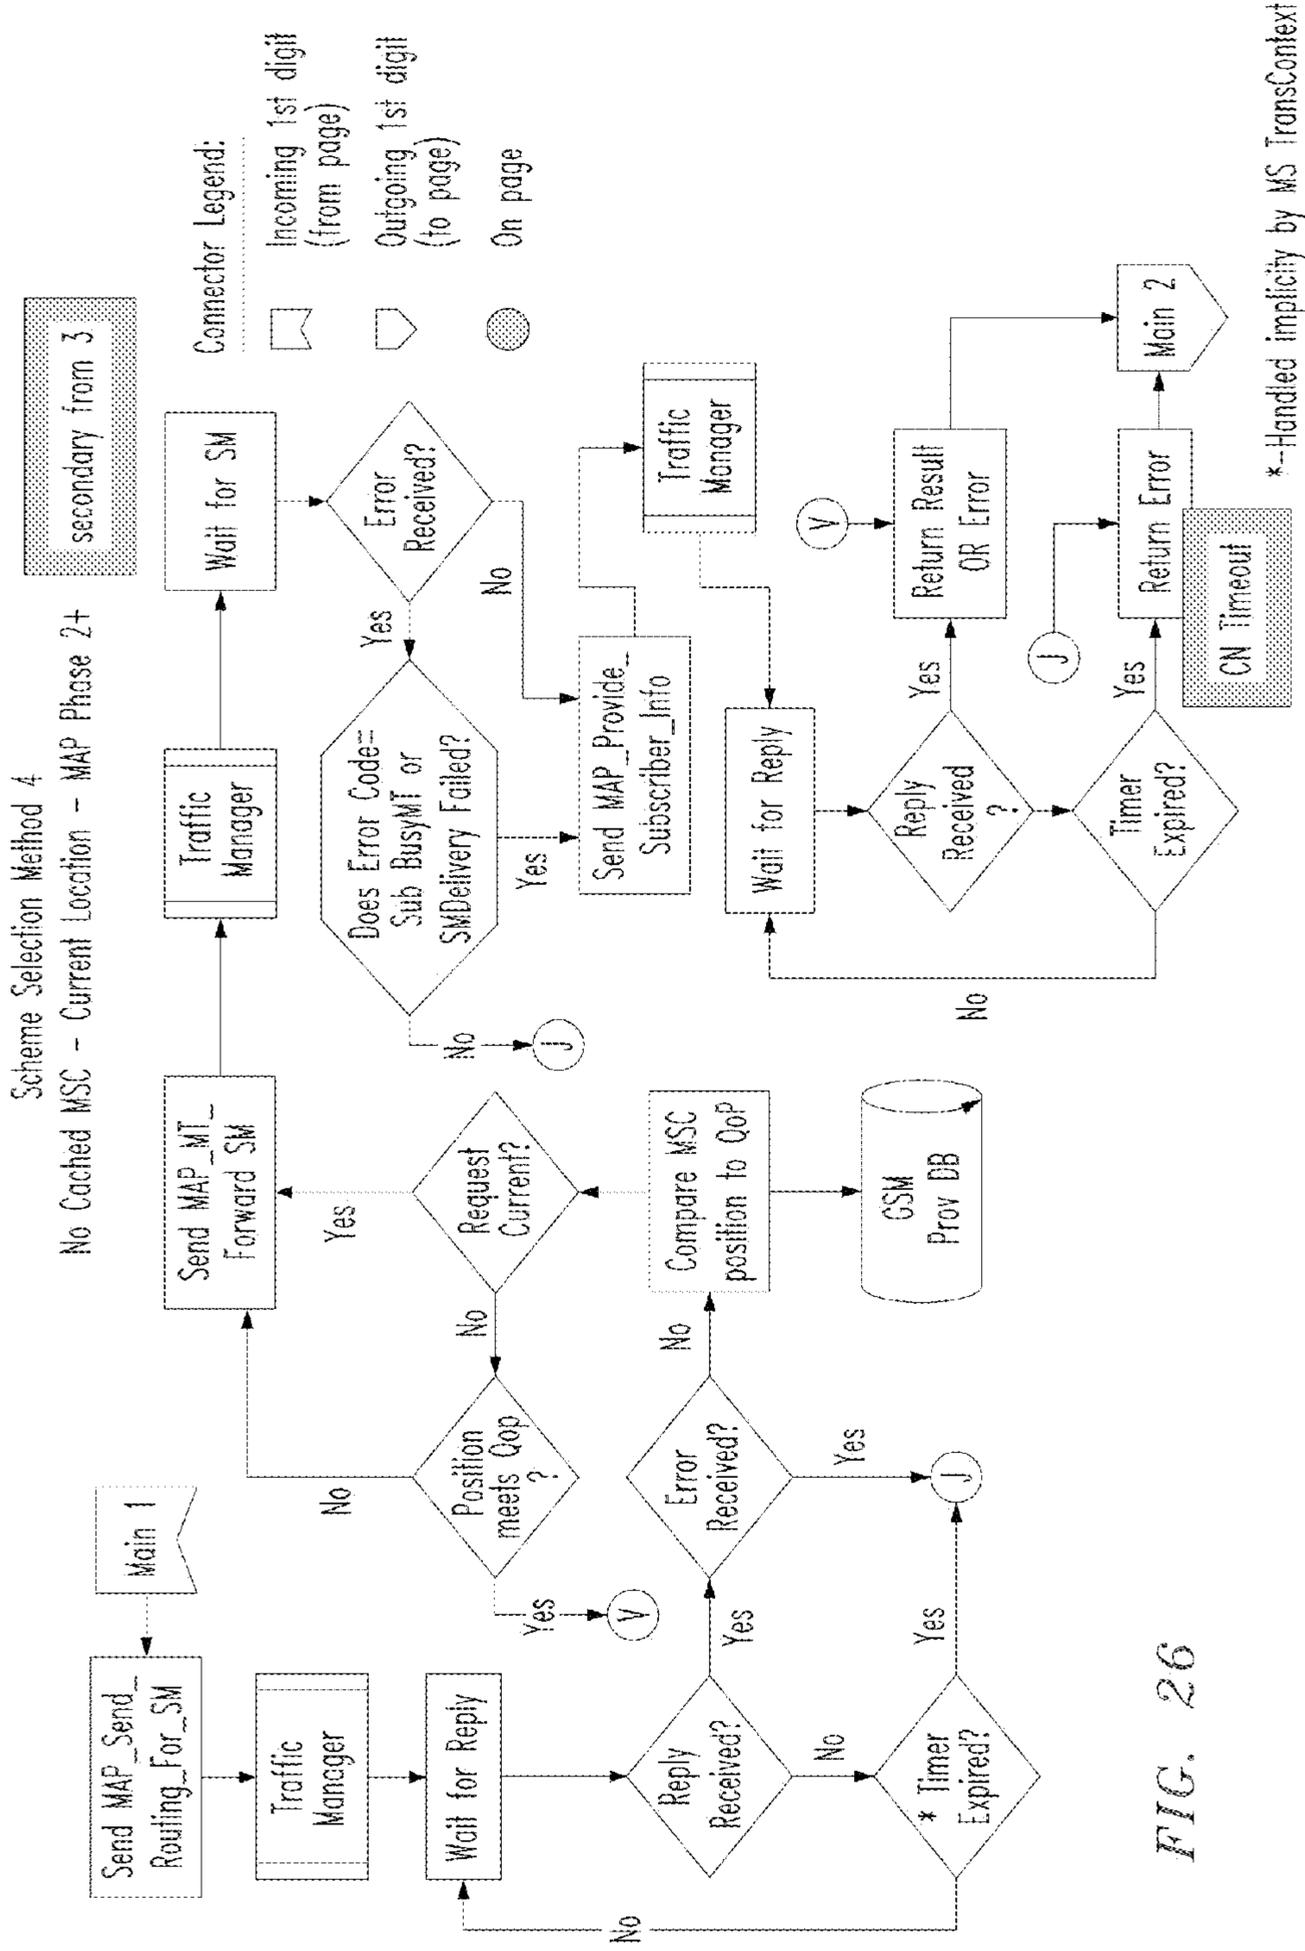 Scheme Selection Method 4
No Cached MSC - Current Location - MAP Phase 2+
secondary from 3
Connector Legend:
Incoming 1st digit
(from page)
Outgoing 1st digit
(to page)
On page
Main 1
Send MAP_Send_
Routing_For_SM
Traffic
Manager
Wait for Reply
Reply
Received?
Yes
No
* Timer
Expired?
Yes
No
J
Error
Received?
Yes
No
Compare MSC
position to QoP
GSM
Prov DB
Request
Current?
Yes
No
Position
meets Qop
?
Yes
V
No
Send MAP_MT_
Forward SM
Traffic
Manager
Wait for SM
Error
Received?
Yes
No
Does Error Code=
Sub BusyMT or
SMDelivery Failed?
No
J
Yes
Send MAP_Provide_
Subscriber_Info
Traffic
Manager
Wait for Reply
Reply
Received
?
Yes
V
Return Result
OR Error
Timer
Expired?
No
Yes
J
Return Error
CN Timeout
Main 2
*-Handled implicity by MS TransContext
FIG. 26